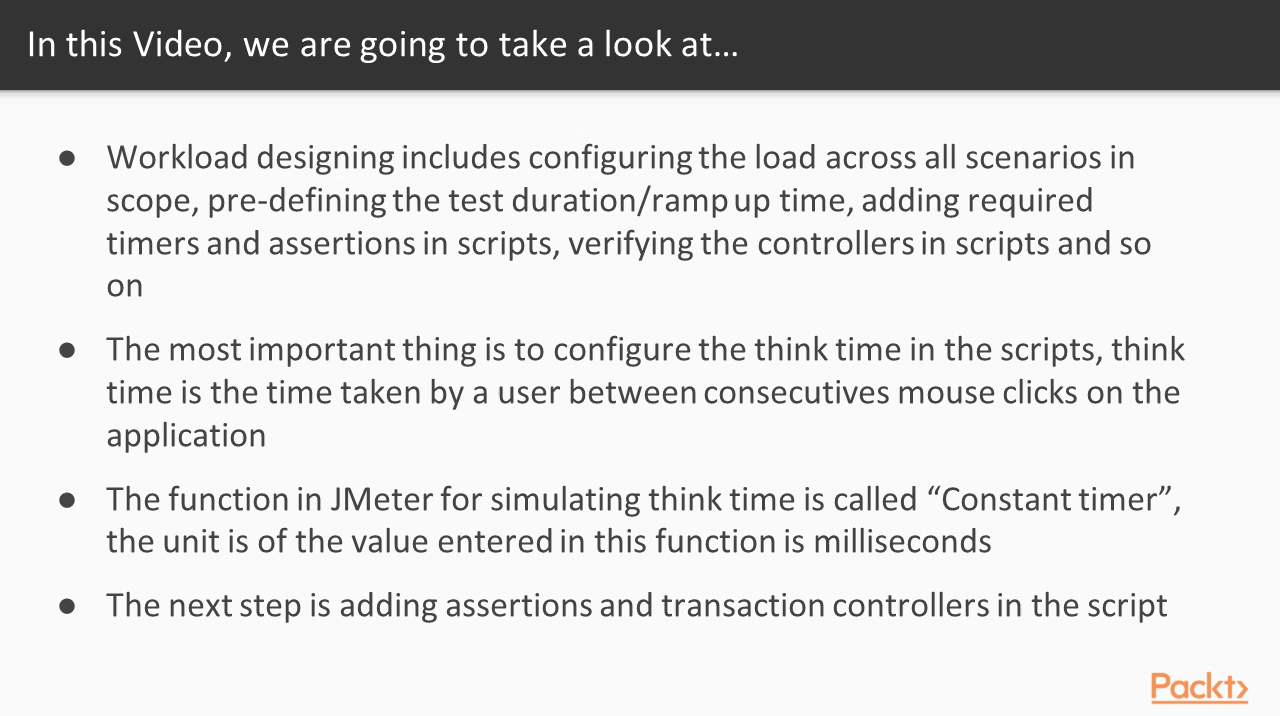 In this Video, we are going to take a look at…
● Workload designing includes configuring the load across all scenarios in
scope, pre-defining the test duration/ramp up time, adding required
timers and assertions in scripts, verifying the controllers in scripts and so
on
● The most important thing is to configure the think time in the scripts, think
time is the time taken by a user between consecutives mouse clicks on the
application
● The function in JMeter for simulating think time is called “Constant timer”,
the unit is of the value entered in this function is milliseconds
● The next step is adding assertions and transaction controllers in the script
Packt>